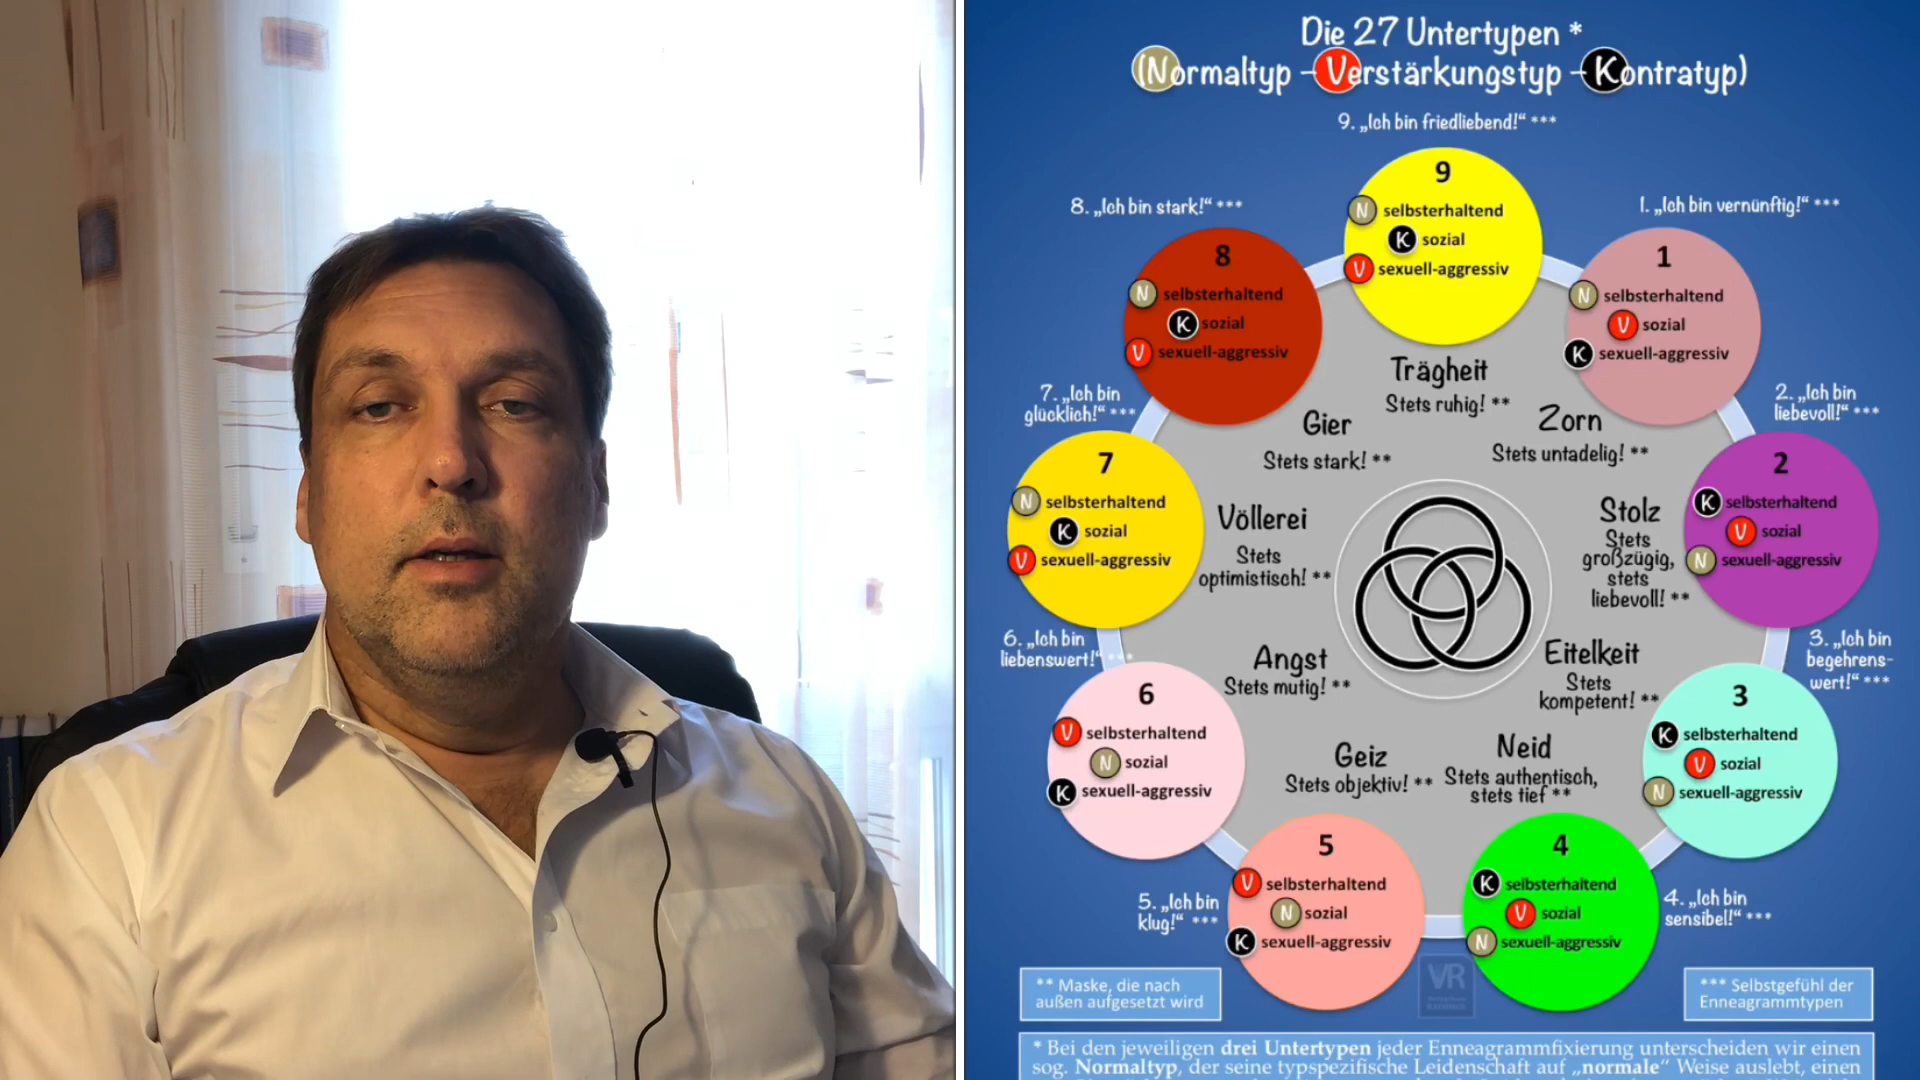 Die 27 Untertypen *
(Normaltyp – Verstärkungstyp – Kontratyp)
9. „Ich bin friedliebend!“ ***
9
N selbsterhaltend
K sozial
V sexuell-aggressiv
Trägheit
Stets ruhig! **
1. „Ich bin vernünftig!“ ***
1
N selbsterhaltend
V sozial
K sexuell-aggressiv
Zorn
Stets untadelig! **
2. „Ich bin
liebevoll!“ ***
2
K selbsterhaltend
V sozial
N sexuell-aggressiv
Stolz
Stets
großzügig,
stets
liebevoll! **
3. „Ich bin
begehrens-
wert!“ ***
3
K selbsterhaltend
V sozial
N sexuell-aggressiv
Eitelkeit
Stets
kompetent! **
4. „Ich bin
sensibel!“ ***
4
K selbsterhaltend
V sozial
N sexuell-aggressiv
Neid
Stets authentisch,
stets tief **
5. „Ich bin
klug!“ ***
5
V selbsterhaltend
N sozial
K sexuell-aggressiv
Geiz
Stets objektiv! **
6. „Ich bin
liebenswert!“ ***
6
V selbsterhaltend
N sozial
K sexuell-aggressiv
Angst
Stets mutig! **
7. „Ich bin
glücklich!“ ***
7
N selbsterhaltend
K sozial
V sexuell-aggressiv
Völlerei
Stets
optimistisch! **
8. „Ich bin stark!“ ***
8
N selbsterhaltend
K sozial
V sexuell-aggressiv
Gier
Stets stark! **
VR
** Maske, die nach
außen aufgesetzt wird
*** Selbstgefühl der
Enneagrammtypen
* Bei den jeweiligen drei Untertypen jeder Enneagrammfixierung unterscheiden wir einen
sog. Normaltyp, der seine typspezifische Leidenschaft auf „normale“ Weise auslebt, einen